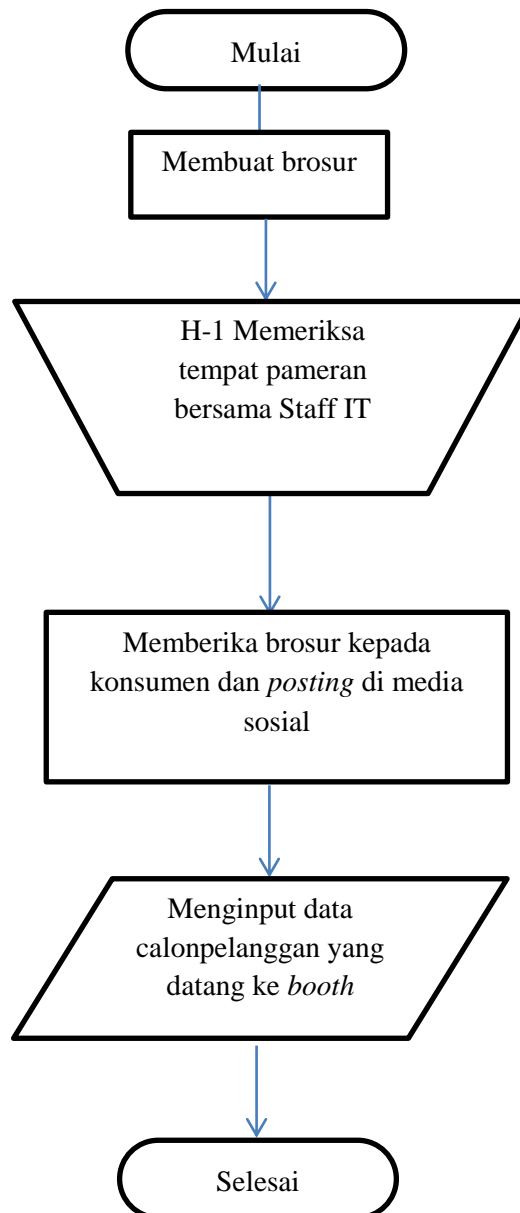 Mulai
Membuat brosur
H-1 Memeriksa
tempat pameran
bersama Staff IT
Memberika brosur kepada
konsumen dan posting di media
sosial
Menginput data
calonpelanggan yang
datang ke booth
Selesai